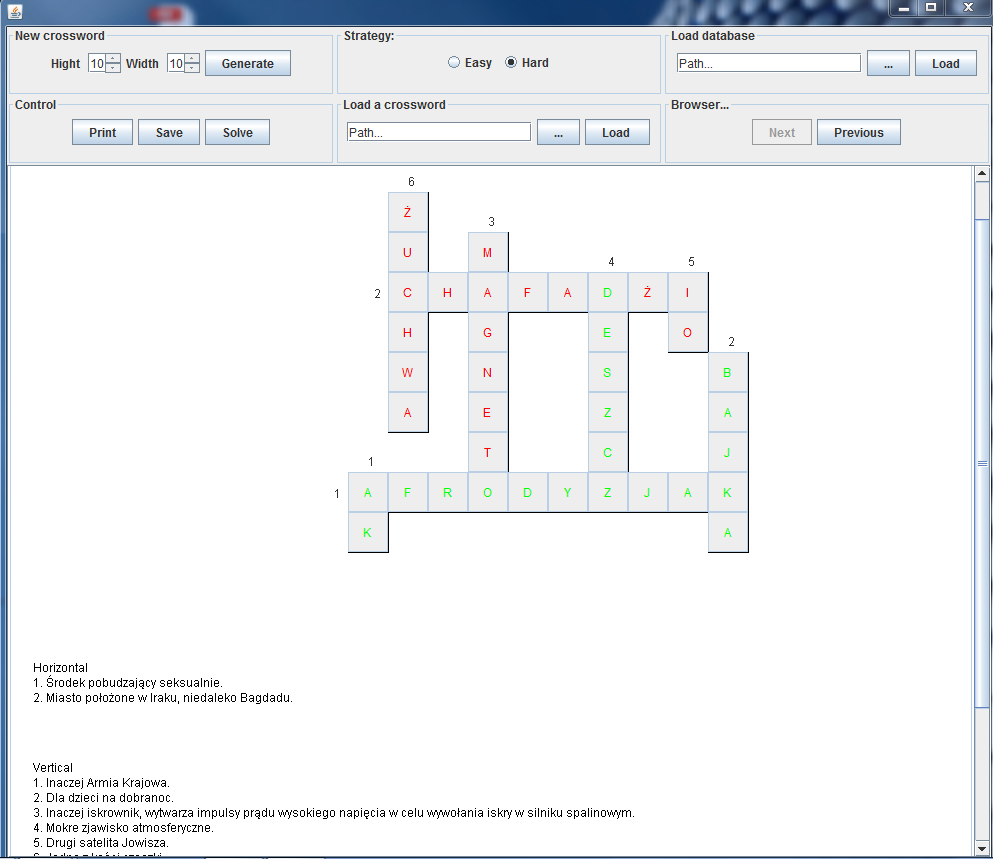 New crossword
Hight 10 Width 10 Generate
Strategy:
Easy Hard
Load database
Path... ... Load
Control
Print Save Solve
Load a crossword
Path... ... Load
Browser...
Next Previous
6
Ż
3
U M
4 5
2 C H A F A D Ż I
H G E O
2
W N S B
A E Z A
T C J
1
1 A F R O D Y Z J A K
K A
Horizontal
1. Środek pobudzający seksualnie.
2. Miasto położone w Iraku, niedaleko Bagdadu.
Vertical
1. Inaczej Armia Krajowa.
2. Dla dzieci na dobranoc.
3. Inaczej iskrownik, wytwarza impulsy prądu wysokiego napięcia w celu wywołania iskry w silniku spalinowym.
4. Mokre zjawisko atmosferyczne.
5. Drugi satelita Jowisza.